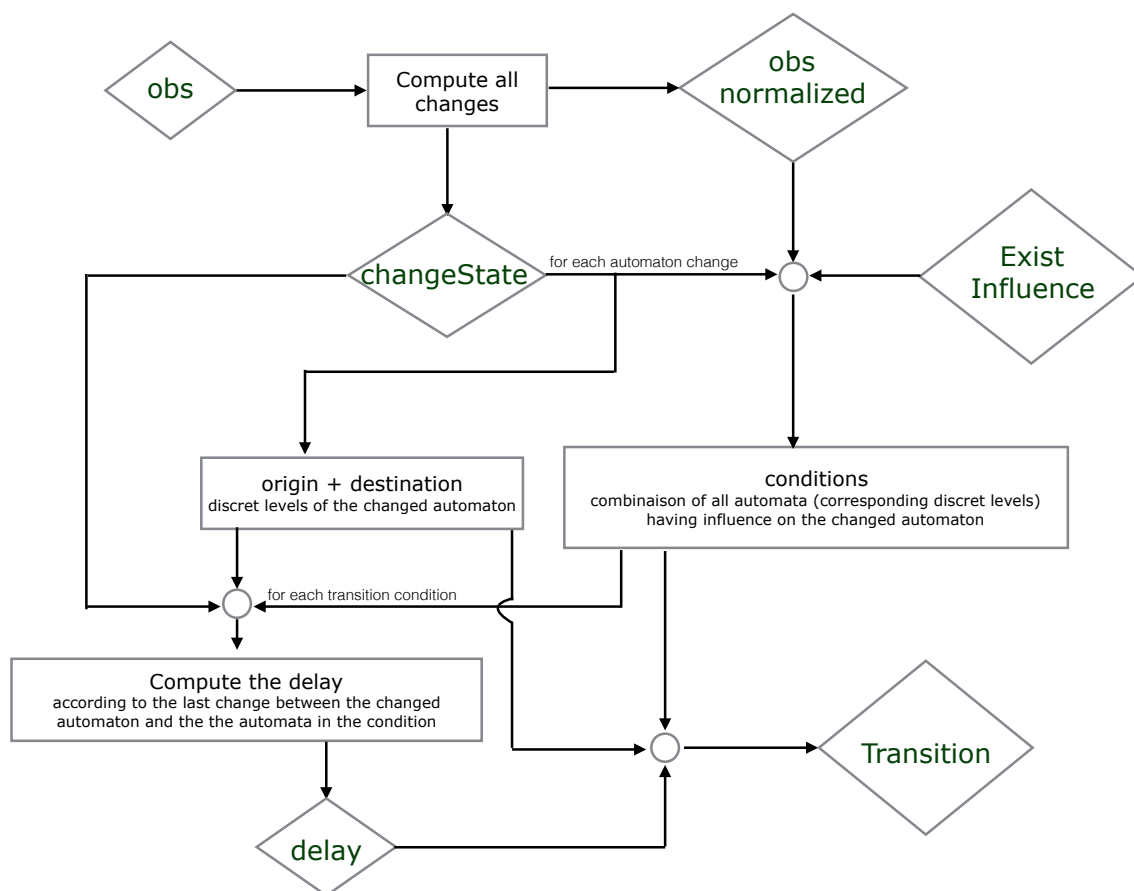 obs
Compute all
changes
obs
normalized
changeState
for each automaton change
Exist
Influence
origin + destination
discret levels of the changed automaton
conditions
combinaison of all automata (corresponding discret levels)
having influence on the changed automaton
for each transition condition
Compute the delay
according to the last change between the changed
automaton and the the automata in the condition
Transition
delay